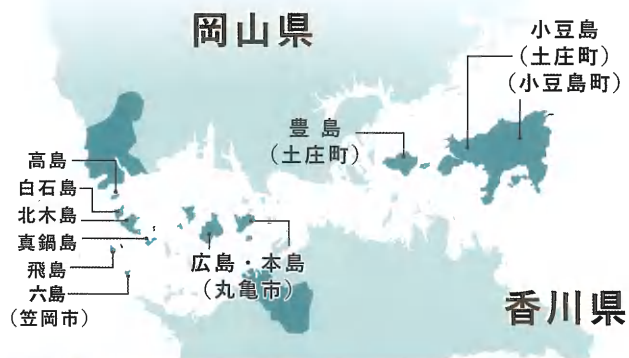 岡山県
小豆島
（土庄町）
（小豆島町）
豊島
（土庄町）
高島
白石島
北木島
真鍋島
飛島
六島
（笠岡市）
広島・本島
（丸亀市）
香川県